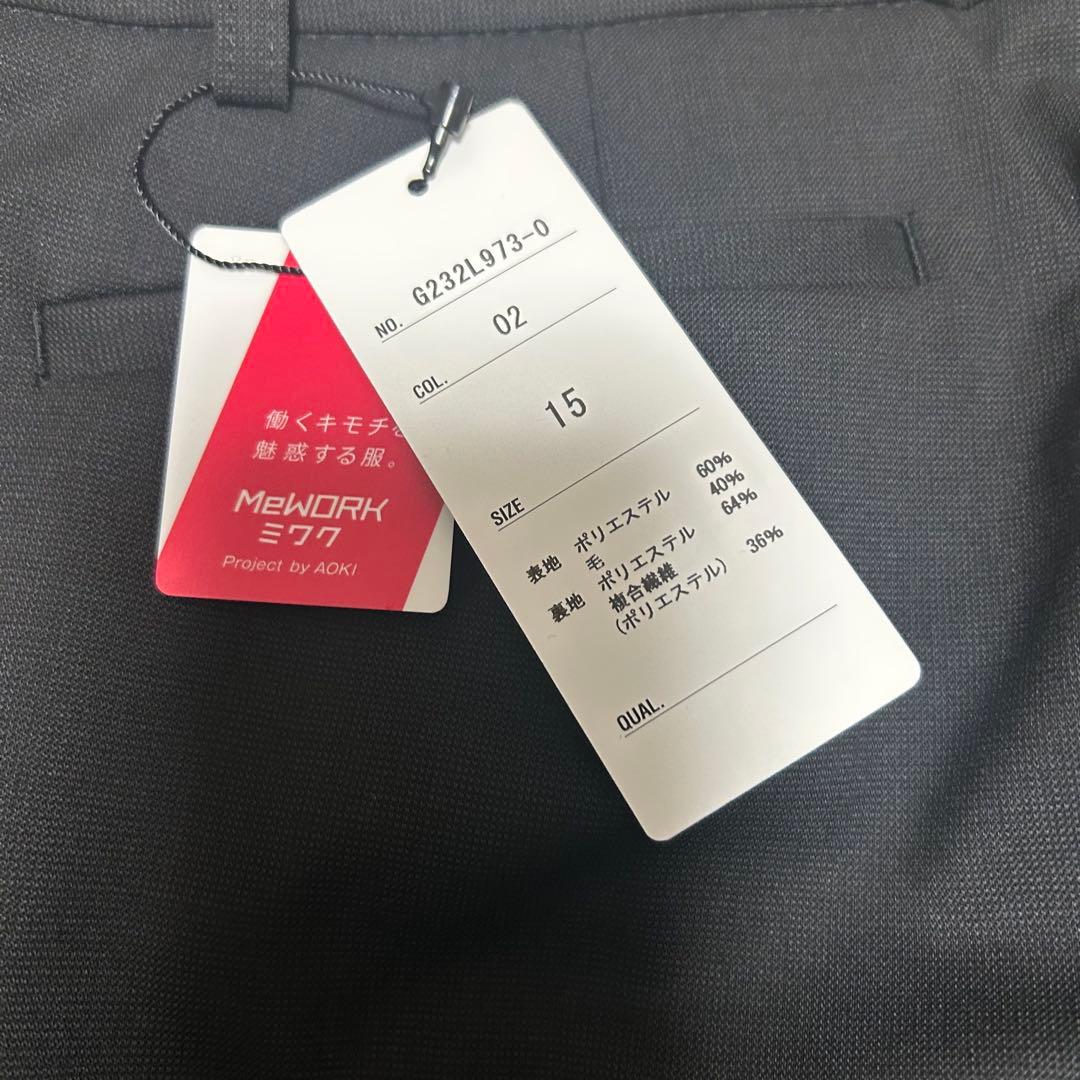 NO. G232L973-0
COL. 02
SIZE 15
表地 ポリエステル 60%
毛 40%
裏地 ポリエステル 64%
複合繊維
(ポリエステル) 36%
QUAL.
働くキモチ
魅惑する服。
MeWORK
ミワク
Project by AOKI